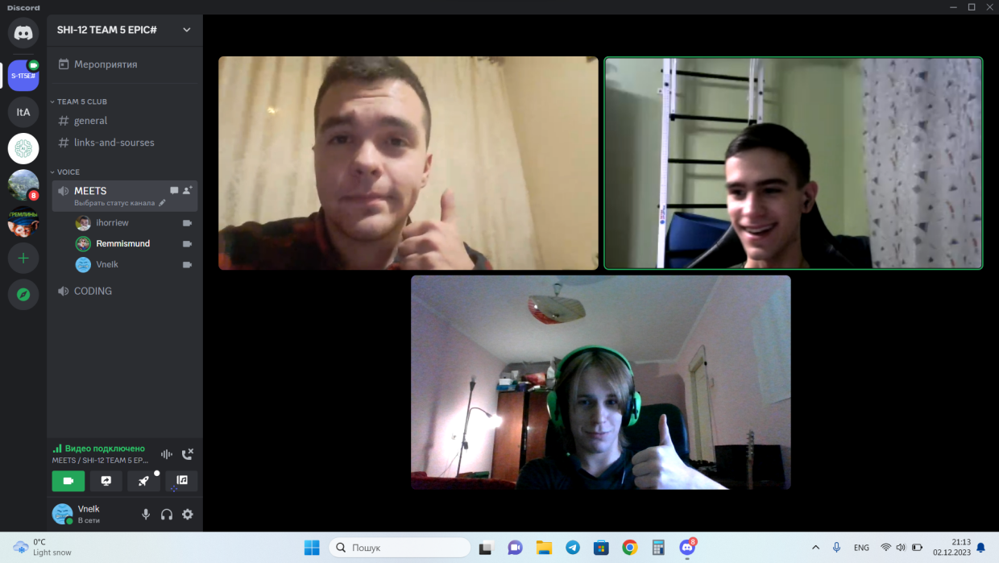 Discord
SHI-12 TEAM 5 EPIC#
S-1T5E#
Мероприятия
TEAM 5 CLUB
ItA
general
links-and-sourses
AI
VOICE
MEETS
8
Выбрать статус канала
ГРЕМЛИНЫ
ihorriew
Remmismund
Vnelk
CODING
Видео подключено
MEETS / SHI-12 TEAM 5 EP...
Vnelk
В сети
0°C
Light snow
Пошук
8
ENG
21:13
02.12.2023